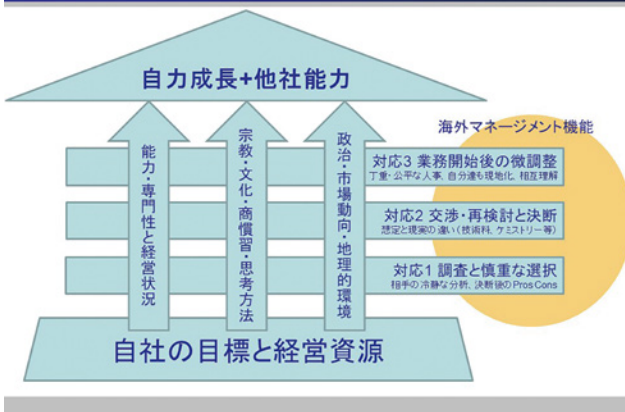 自力成長+他社能力
海外マネージメント機能
能力・専門性と経営状況
宗教・文化・商慣習・思考方法
政治・市場動向・地理的環境
対応3 業務開始後の微調整
丁重・公平な人事、自分達も現地化、相互理解
対応2 交渉・再検討と決断
想定と現実の違い(技術料、ケミストリー等)
対応1 調査と慎重な選択
相手の冷静な分析、決断後のPros Cons
自社の目標と経営資源